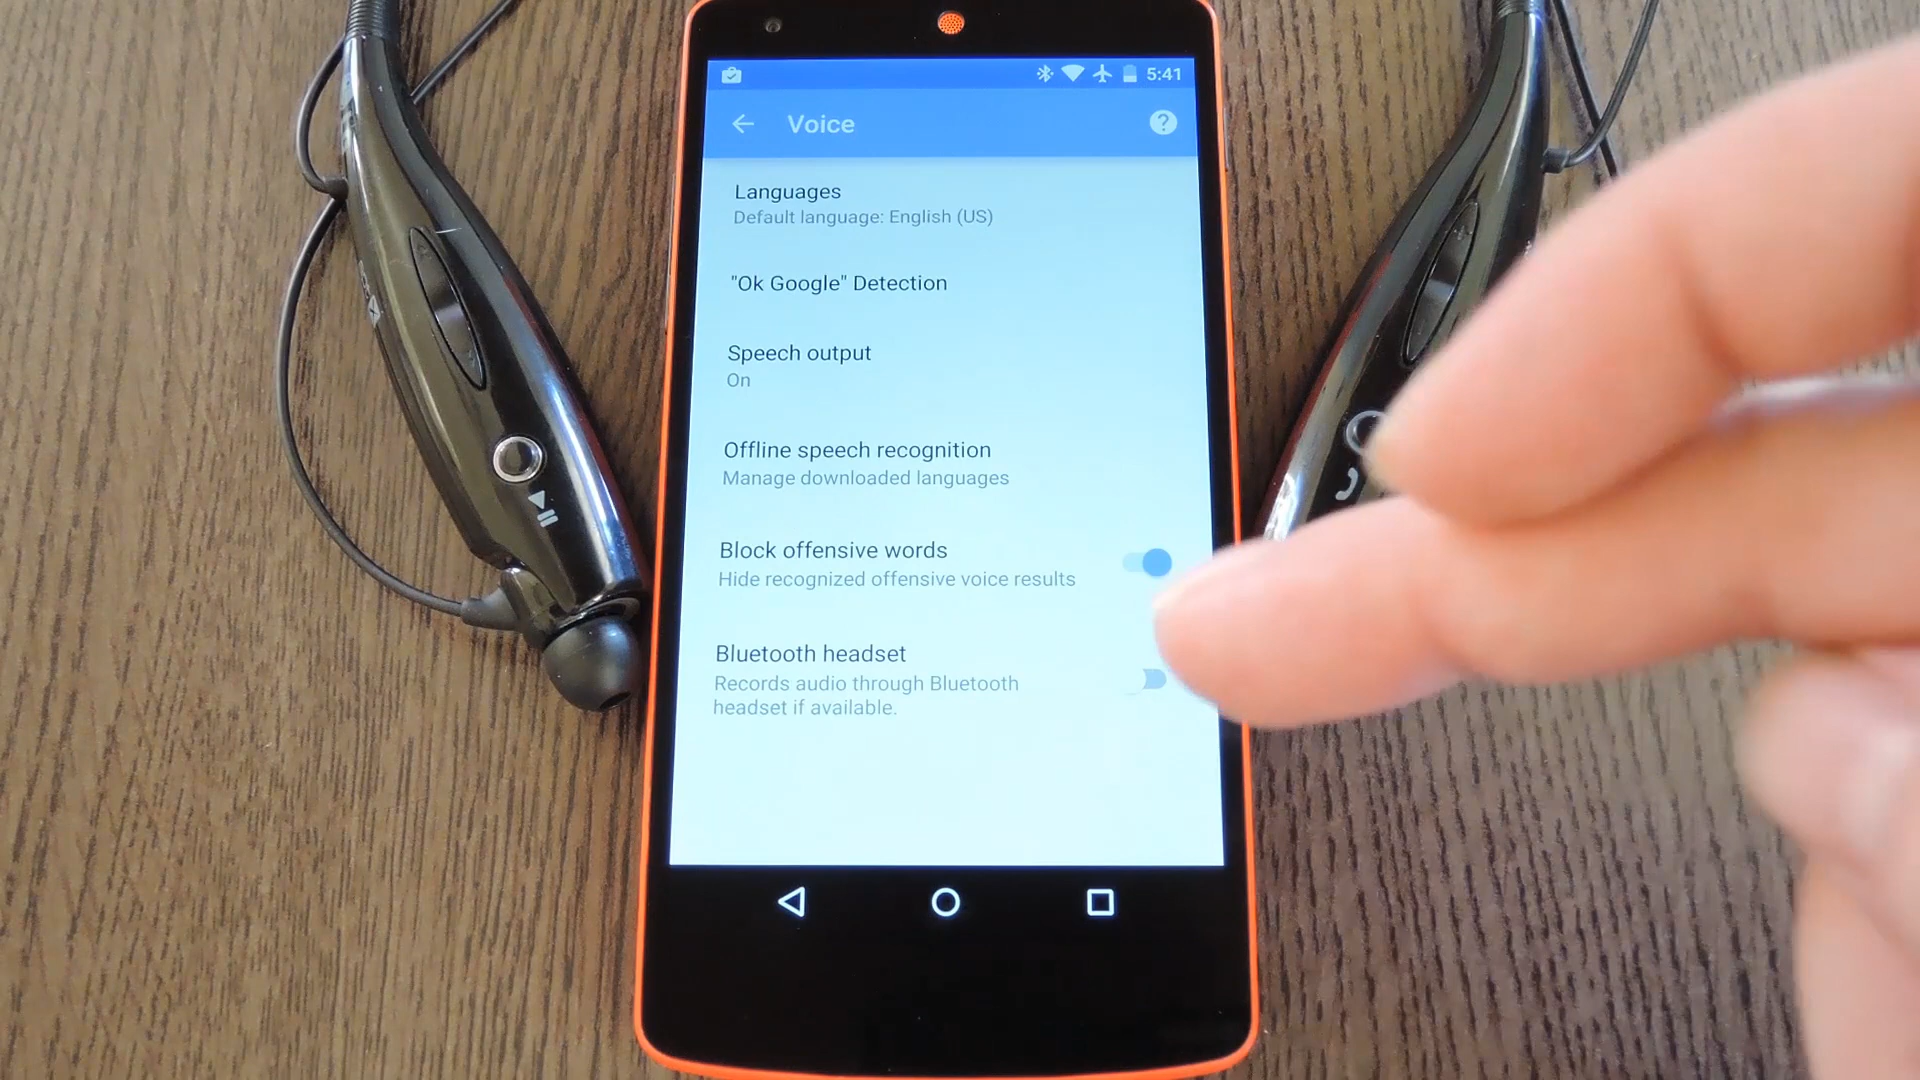 5:41
Voice
Languages
Default language: English (US)
"Ok Google" Detection
Speech output
On
Offline speech recognition
Manage downloaded languages
Block offensive words
Hide recognized offensive voice results
Bluetooth headset
Records audio through Bluetooth
headset if available.